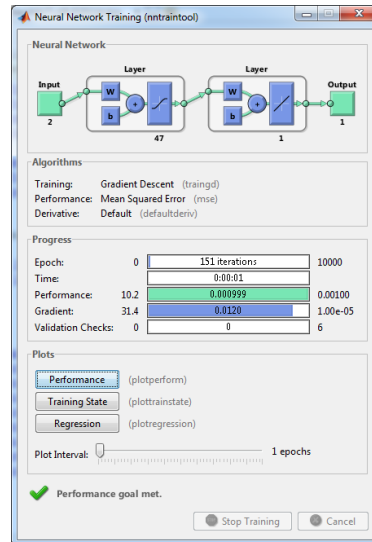 Neural Network Training (nntraintool)
Neural Network
Layer Layer
Input Output
W W
+ +
b b
2 1
47 1
Algorithms
Training: Gradient Descent (traingd)
Performance: Mean Squared Error (mse)
Derivative: Default (defaultderiv)
Progress
Epoch: 0 151 iterations 10000
Time: 0:00:01
Performance: 10.2 0.000999 0.00100
Gradient: 31.4 0.0120 1.00e-05
Validation Checks: 0 0 6
Plots
Performance (plotperform)
Training State (plottrainstate)
Regression (plotregression)
Plot Interval: 1 epochs
Performance goal met.
Stop Training Cancel